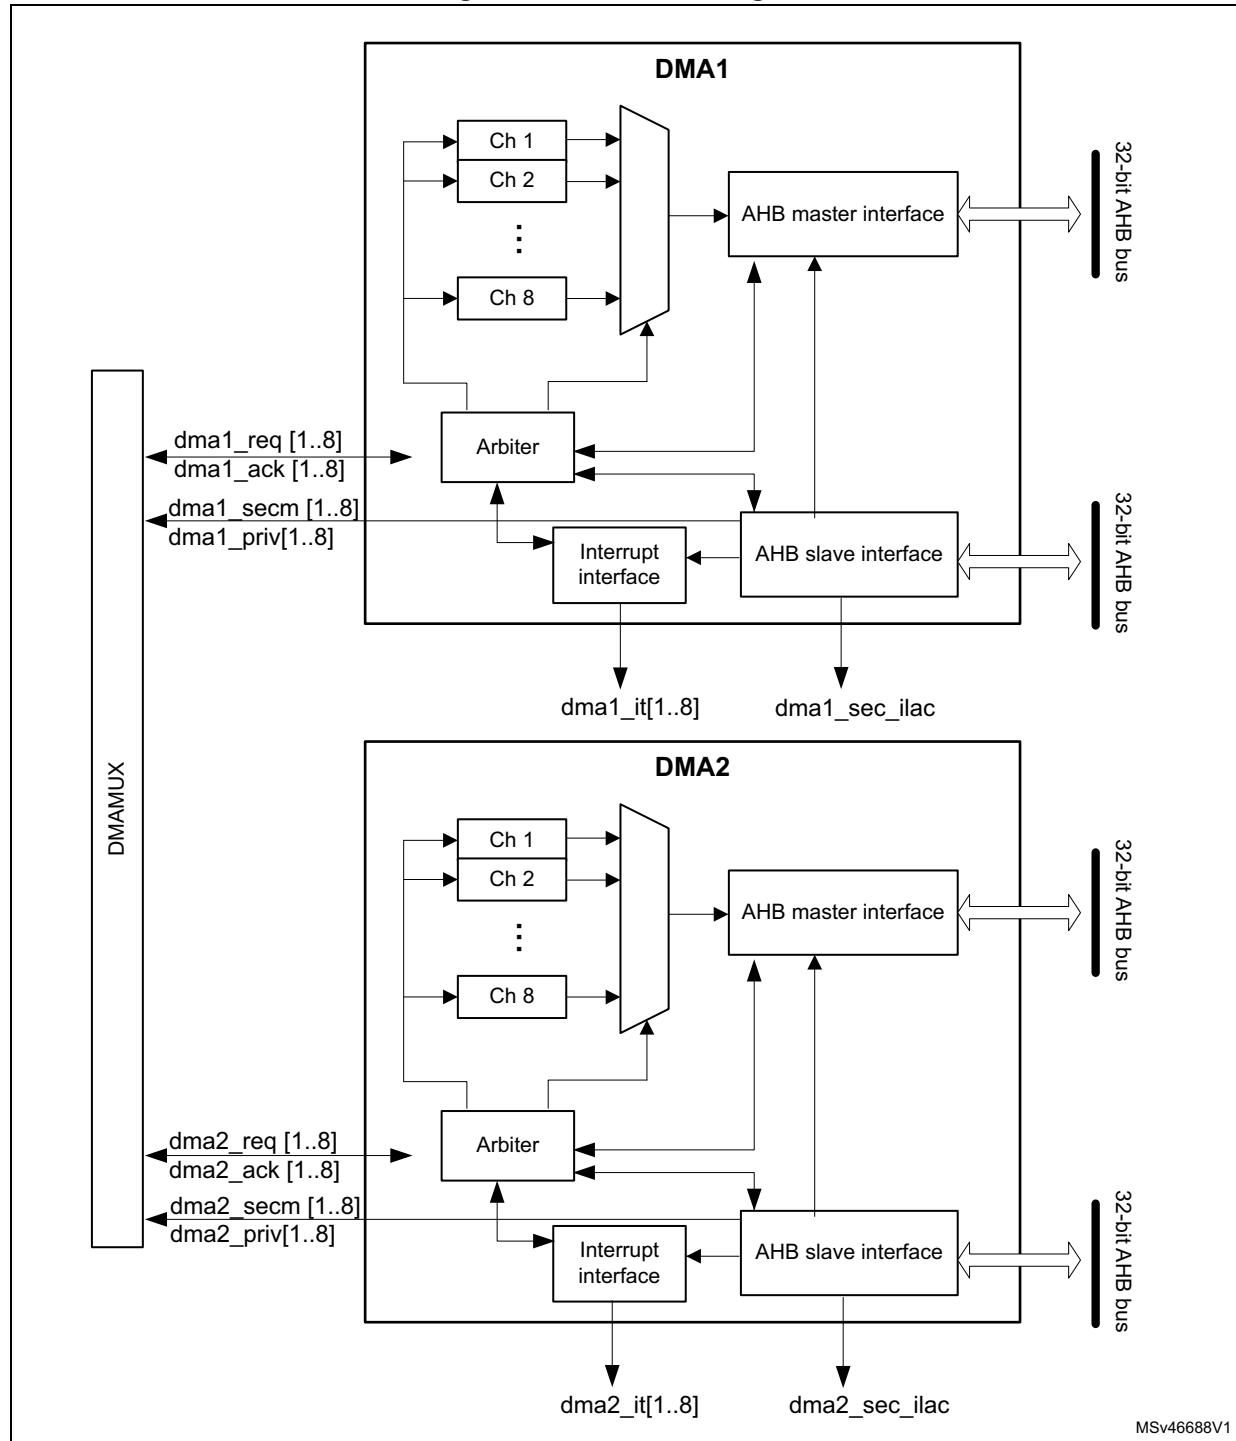 DMA1
Ch 1
Ch 2
⋮
Ch 8
AHB master interface
32-bit AHB bus
Arbiter
dma1_req [1..8]
dma1_ack [1..8]
dma1_secm [1..8]
dma1_priv[1..8]
Interrupt
interface
AHB slave interface
32-bit AHB bus
dma1_it[1..8]
dma1_sec_ilac
DMAMUX
DMA2
Ch 1
Ch 2
⋮
Ch 8
AHB master interface
32-bit AHB bus
Arbiter
dma2_req [1..8]
dma2_ack [1..8]
dma2_secm [1..8]
dma2_priv[1..8]
Interrupt
interface
AHB slave interface
32-bit AHB bus
dma2_it[1..8]
dma2_sec_ilac
MSv46688V1